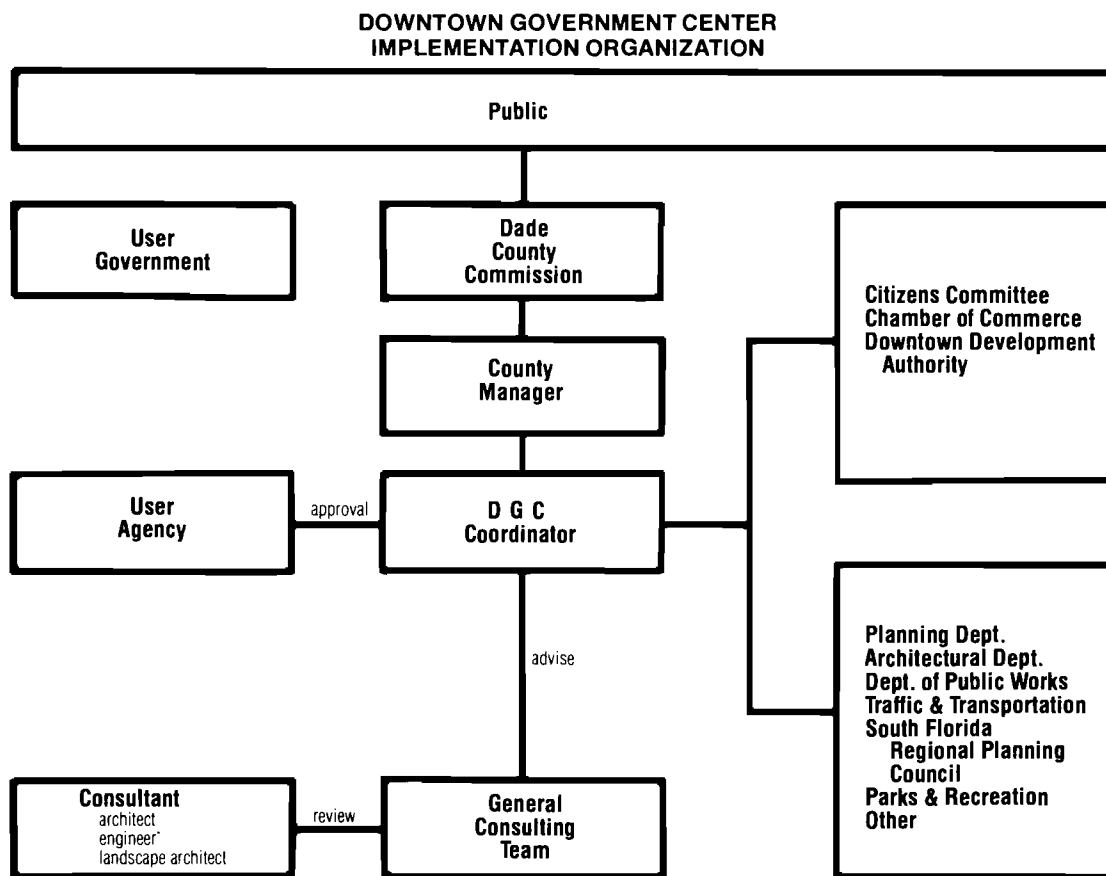 DOWNTOWN GOVERNMENT CENTER
IMPLEMENTATION ORGANIZATION
Public
User
Government
Dade
County
Commission
Citizens Committee
Chamber of Commerce
Downtown Development
Authority
County
Manager
User
Agency
approval
D G C
Coordinator
advise
Planning Dept.
Architectural Dept.
Dept. of Public Works
Traffic & Transportation
South Florida
Regional Planning
Council
Parks & Recreation
Other
Consultant
architect
engineer
landscape architect
review
General
Consulting
Team